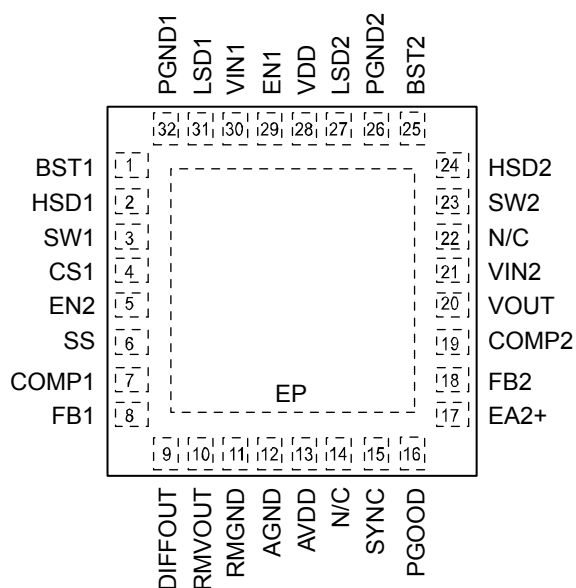 PGND1
LSD1
VIN1
EN1
VDD
LSD2
PGND2
BST2
32 31 30 29 28 27 26 25
BST1 1
HSD1 2
SW1 3
CS1 4
EN2 5
SS 6
COMP1 7
FB1 8
24 HSD2
23 SW2
22 N/C
21 VIN2
20 VOUT
19 COMP2
18 FB2
17 EA2+
EP
9 10 11 12 13 14 15 16
DIFFOUT
RMVOUT
RMGND
AGND
AVDD
N/C
SYNC
PGOOD